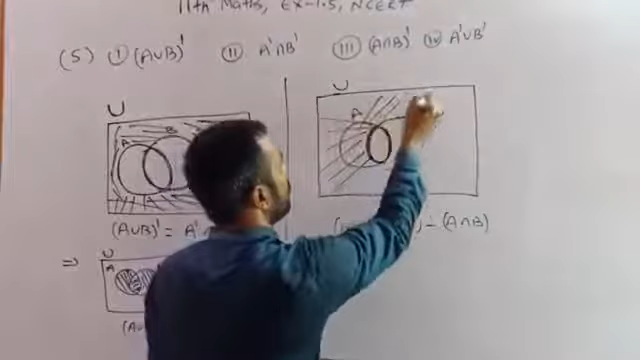 11th Maths, EX-1.5, NCERT
(5) (i) (A∪B)' (ii) A'∩B' (iii) (A∩B)' (iv) A'∪B'
U
U
A B
A
A
(A∪B)' = A'
- (A∩B)
⇒ U
A